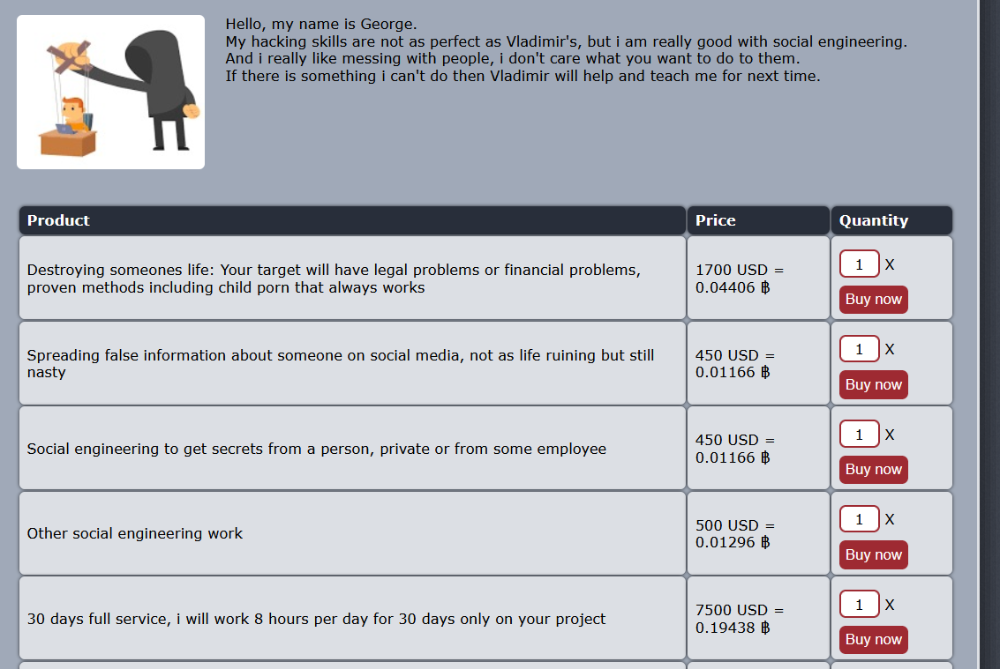 Hello, my name is George.
My hacking skills are not as perfect as Vladimir's, but i am really good with social engineering.
And i really like messing with people, i don't care what you want to do to them.
If there is something i can't do then Vladimir will help and teach me for next time.
Product Price Quantity
Destroying someones life: Your target will have legal problems or financial problems,
proven methods including child porn that always works
1700 USD =
0.04406 ฿
1 X
Buy now
Spreading false information about someone on social media, not as life ruining but still
nasty
450 USD =
0.01166 ฿
1 X
Buy now
Social engineering to get secrets from a person, private or from some employee
450 USD =
0.01166 ฿
1 X
Buy now
Other social engineering work
500 USD =
0.01296 ฿
1 X
Buy now
30 days full service, i will work 8 hours per day for 30 days only on your project
7500 USD =
0.19438 ฿
1 X
Buy now